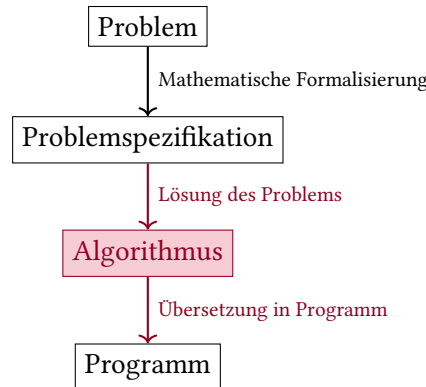 Problem
Mathematische Formalisierung
Problemspezifikation
Lösung des Problems
Algorithmus
Übersetzung in Programm
Programm